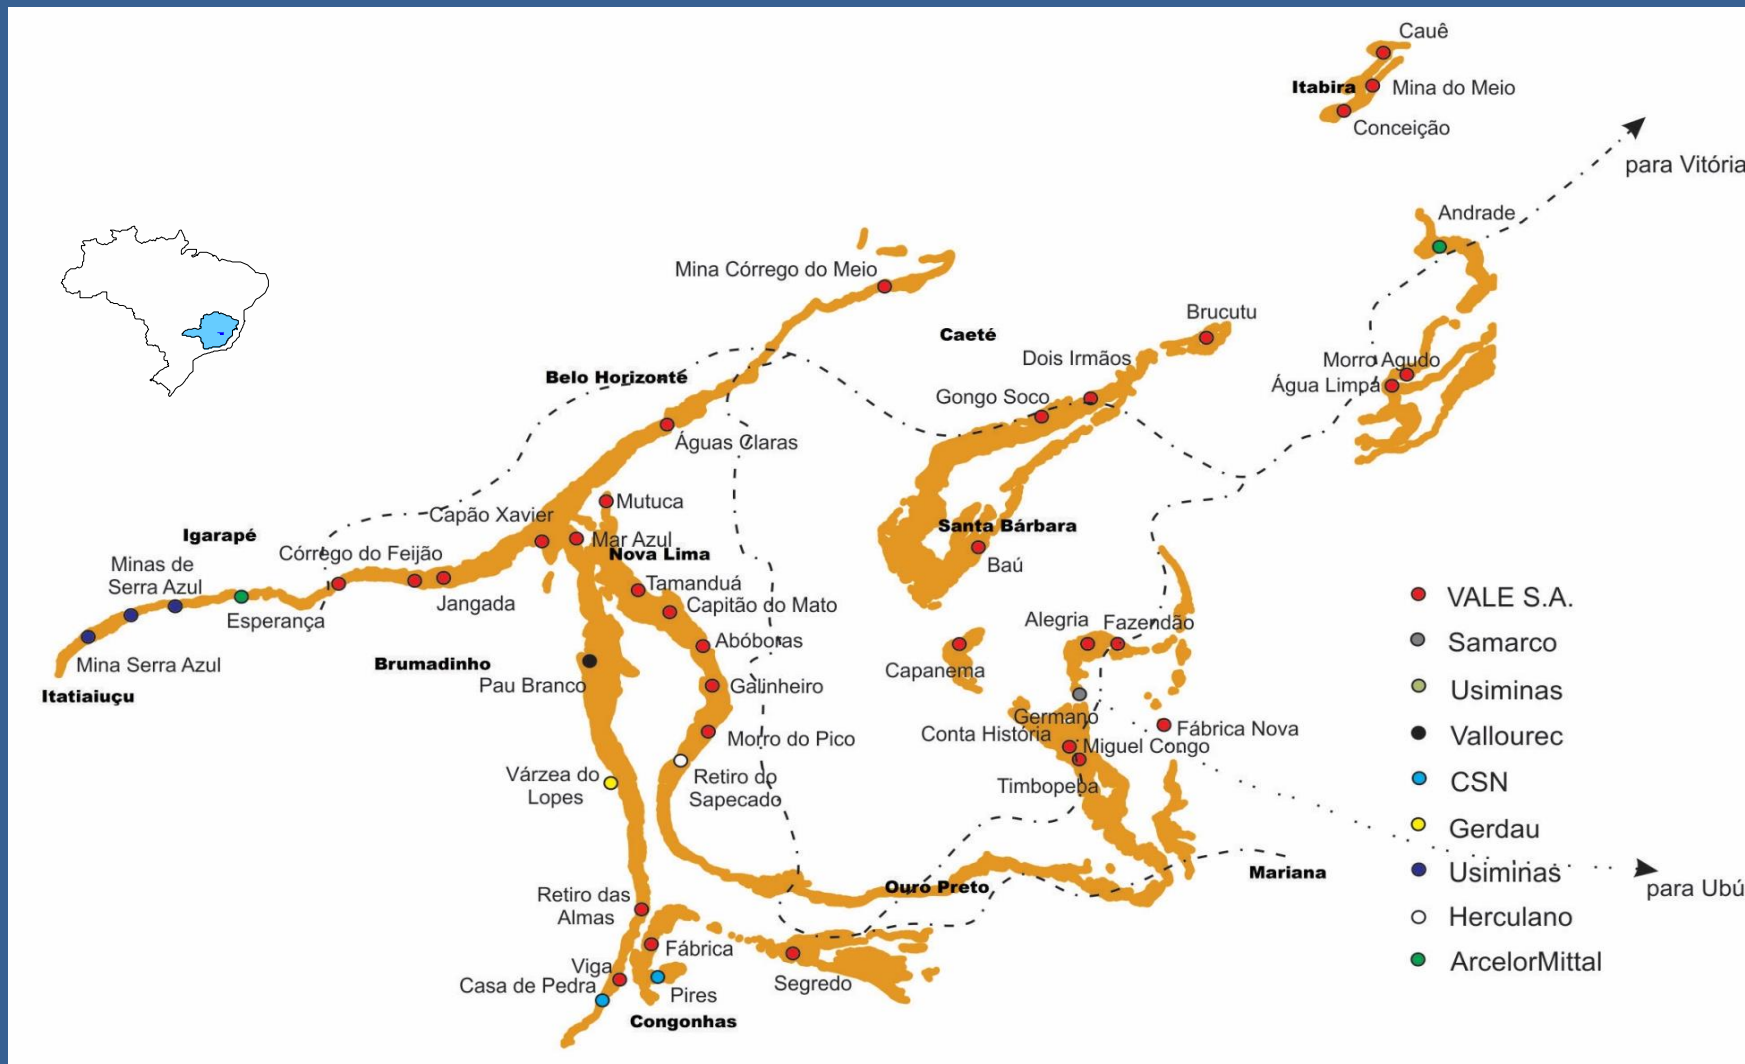 Cauê
Itabira
Mina do Meio
Conceição
para Vitória
Andrade
Mina Córrego do Meio
Brucutu
Caeté
Dois Irmãos
Morro Agudo
Água Limpa
Belo Horizonte
Gongo Soco
Águas Claras
Mutuca
Capão Xavier
Santa Bárbara
Igarapé
Mar Azul
Nova Lima
Córrego do Feijão
Minas de
Serra Azul
Baú
Tamanduá
Jangada
Capitão do Mato
Esperança
Alegria
Fazendão
VALE S.A.
Abóboras
Samarco
Mina Serra Azul
Brumadinho
Capanema
Pau Branco
Galinheiro
Usiminas
Itatiaiuçu
Germano
Conta História
Fábrica Nova
Morro do Pico
Miguel Congo
Vallourec
Várzea do
Lopes
Retiro do
Sapecado
Timbopeba
CSN
Gerdau
Mariana
Usiminas
Ouro Preto
para Ubú
Retiro das
Almas
Herculano
Fábrica
Viga
Casa de Pedra
Segredo
ArcelorMittal
Pires
Congonhas